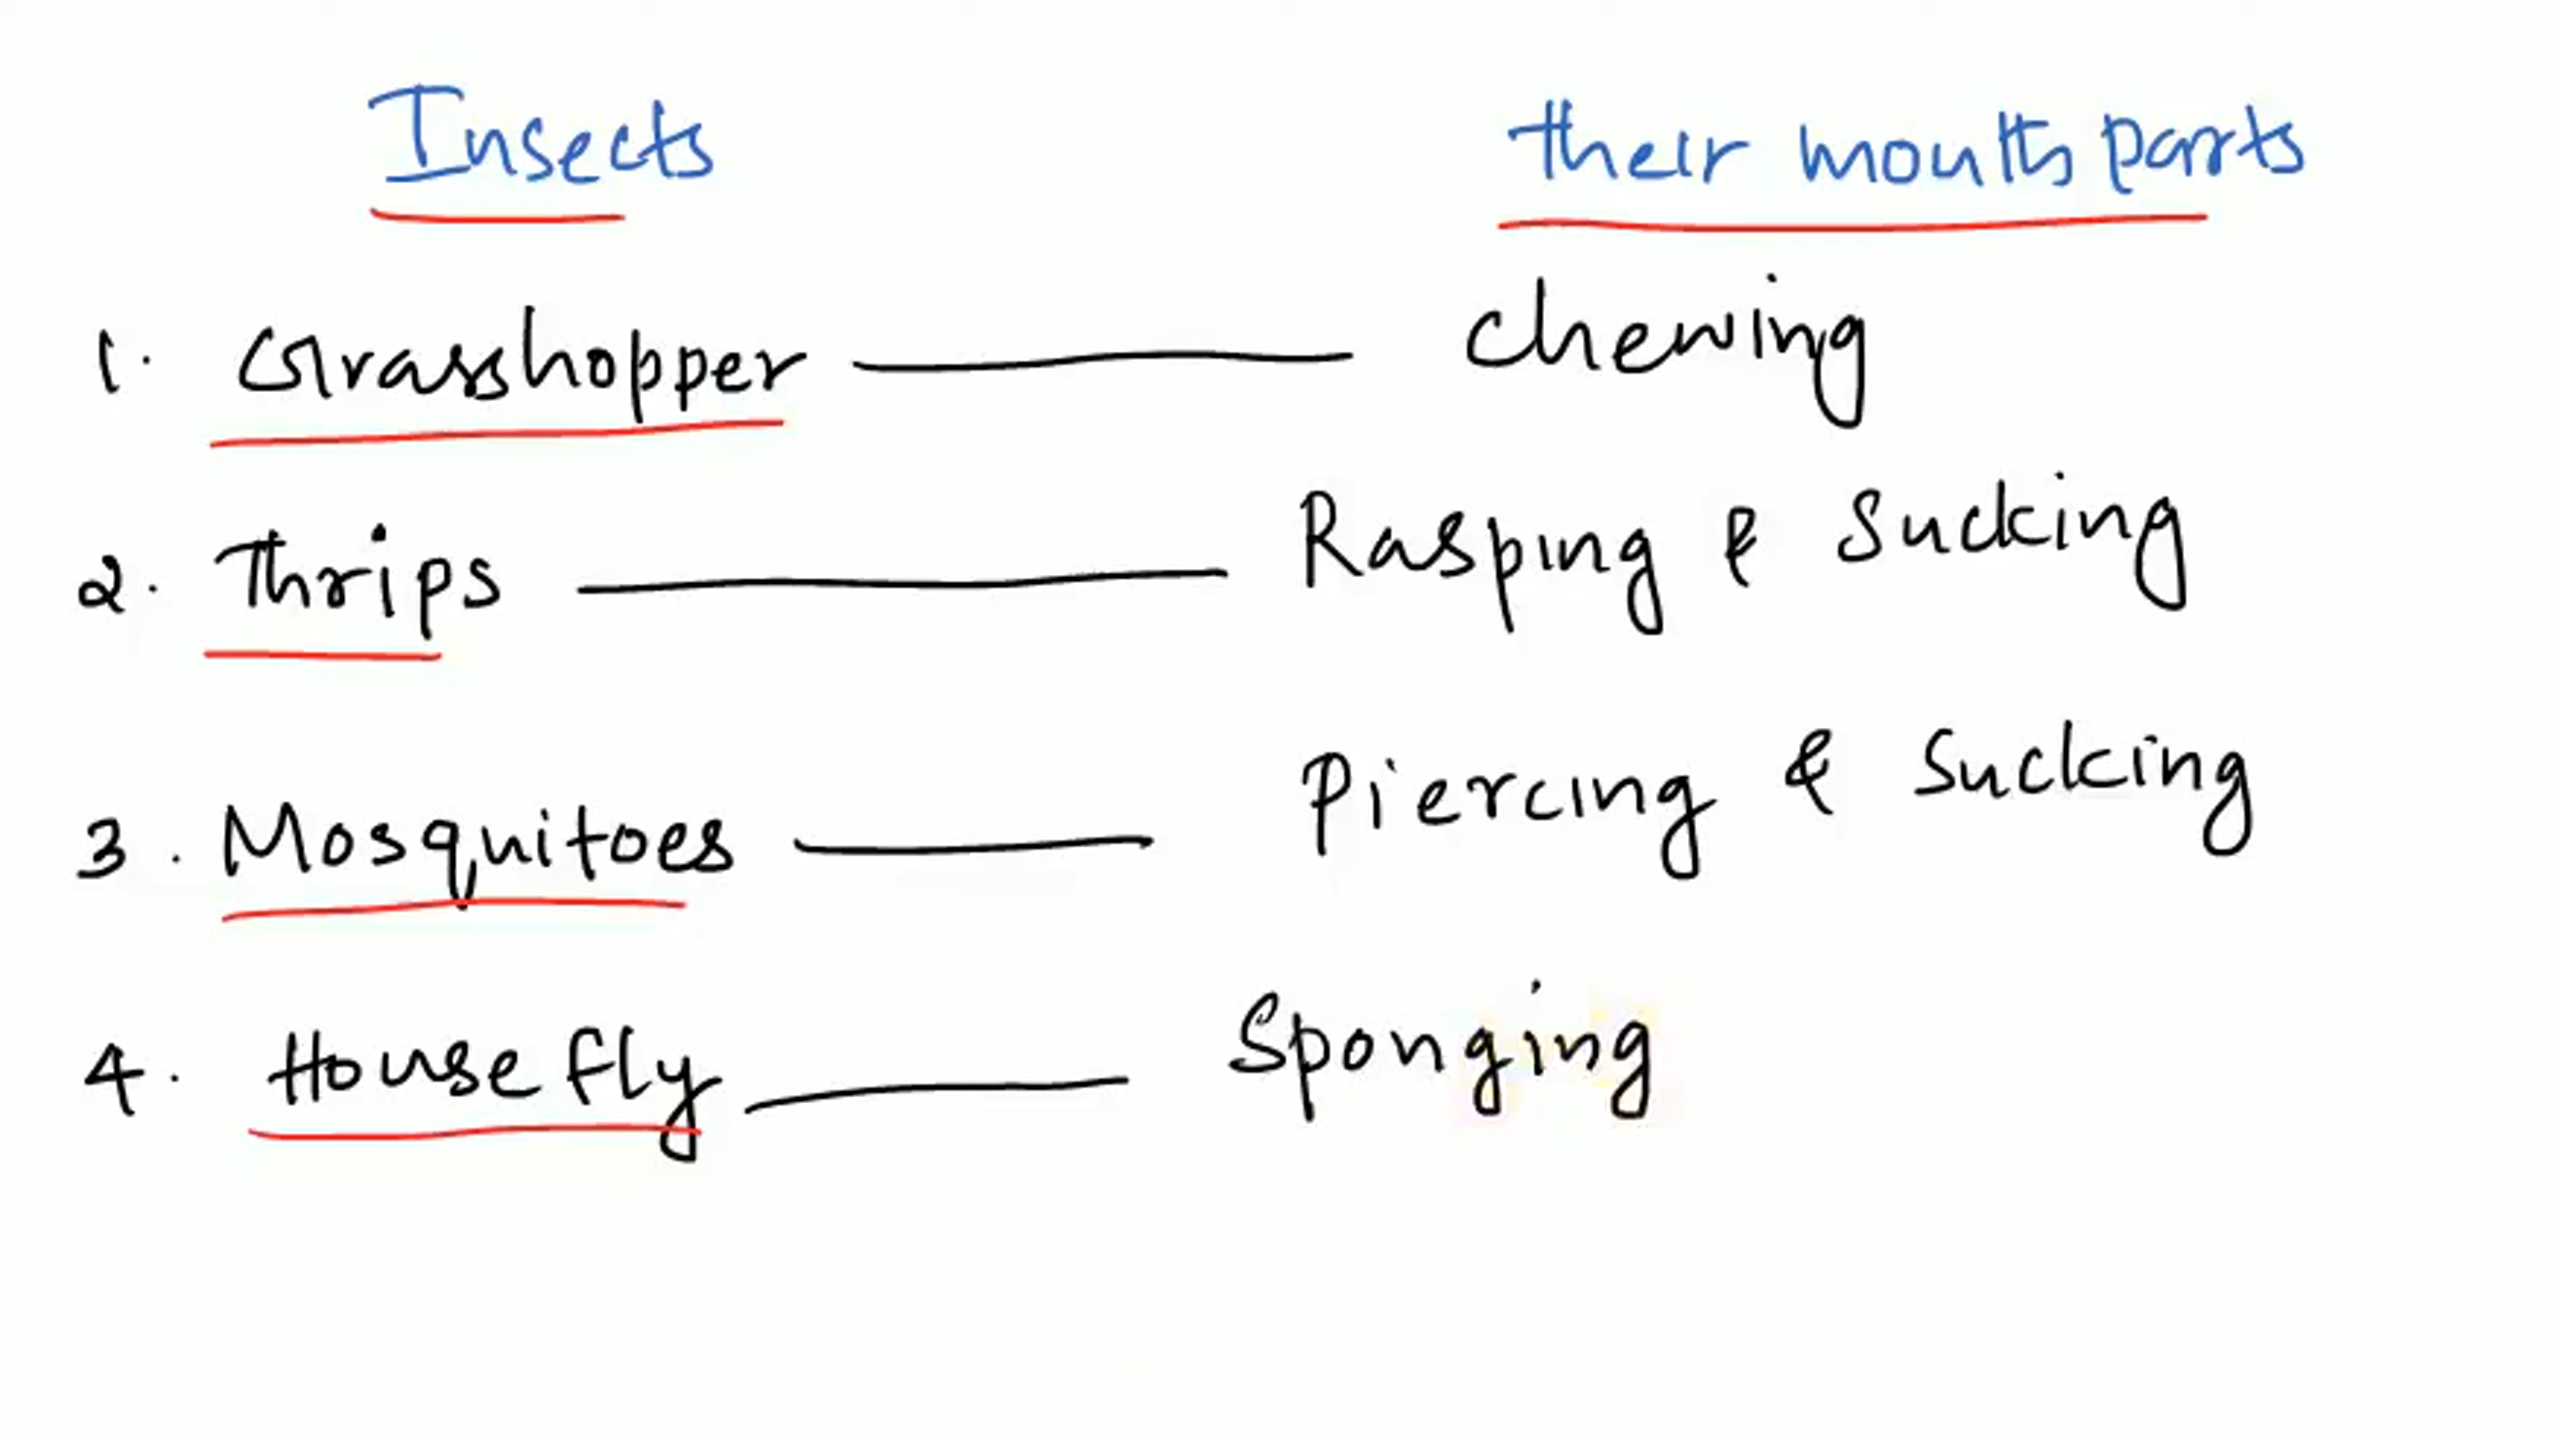 Insects their mouth parts
1. Grasshopper — chewing
2. Thrips — Rasping & Sucking
3. Mosquitoes — Piercing & Sucking
4. House fly — Sponging